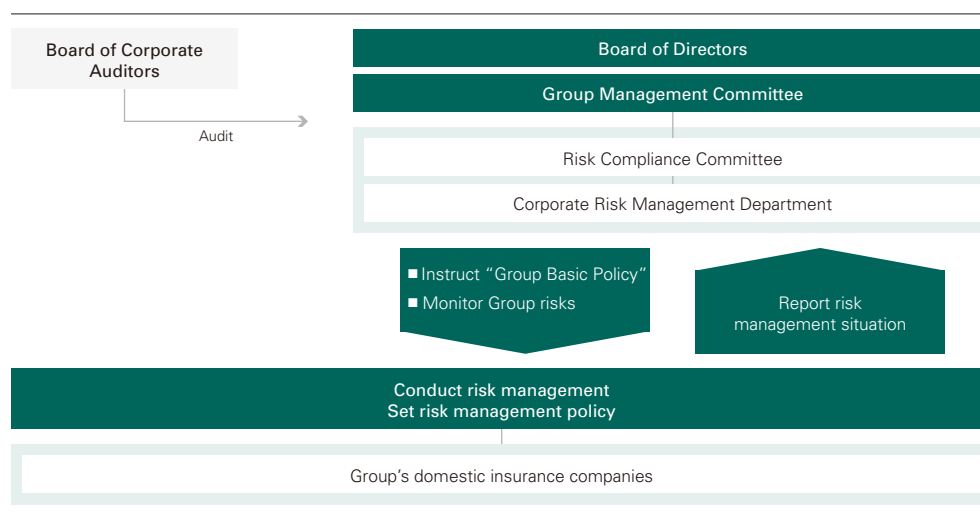 Board of Corporate
Auditors
Audit
Board of Directors
Group Management Committee
Risk Compliance Committee
Corporate Risk Management Department
■ Instruct “Group Basic Policy”
■ Monitor Group risks
Report risk
management situation
Conduct risk management
Set risk management policy
Group’s domestic insurance companies